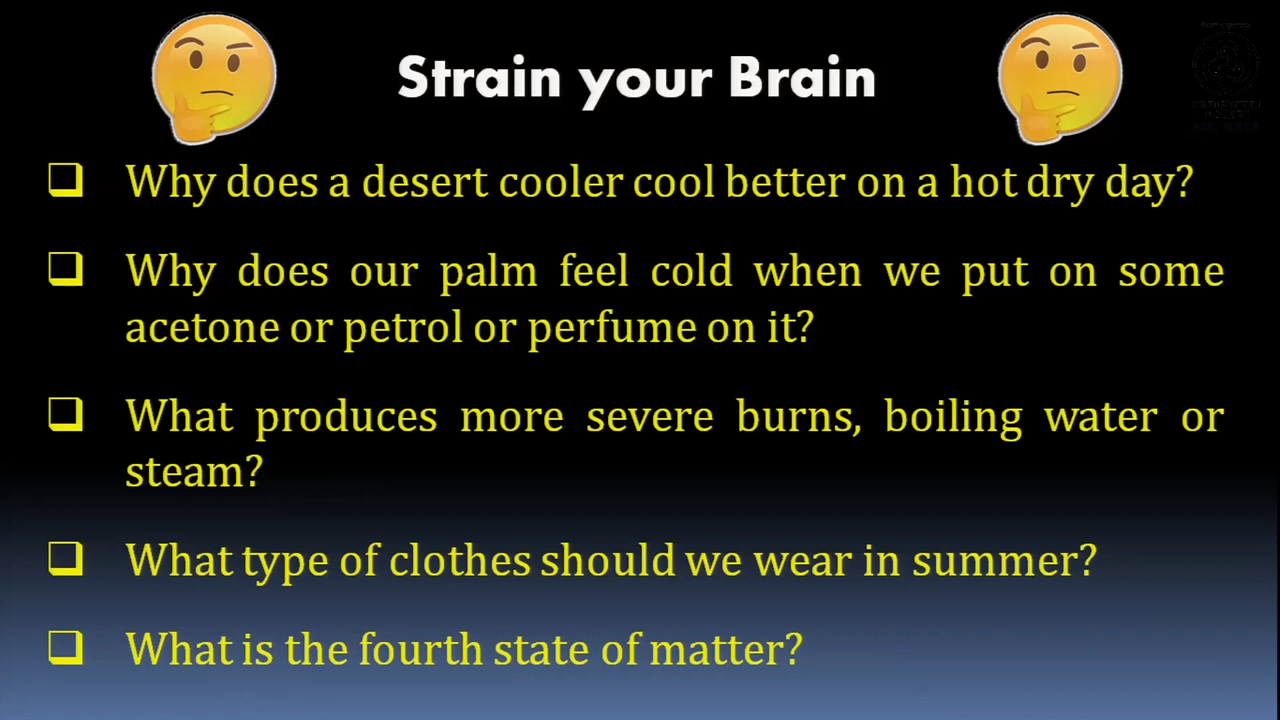 Strain your Brain
Why does a desert cooler cool better on a hot dry day?
Why does our palm feel cold when we put on some
acetone or petrol or perfume on it?
What produces more severe burns, boiling water or
steam?
What type of clothes should we wear in summer?
What is the fourth state of matter?